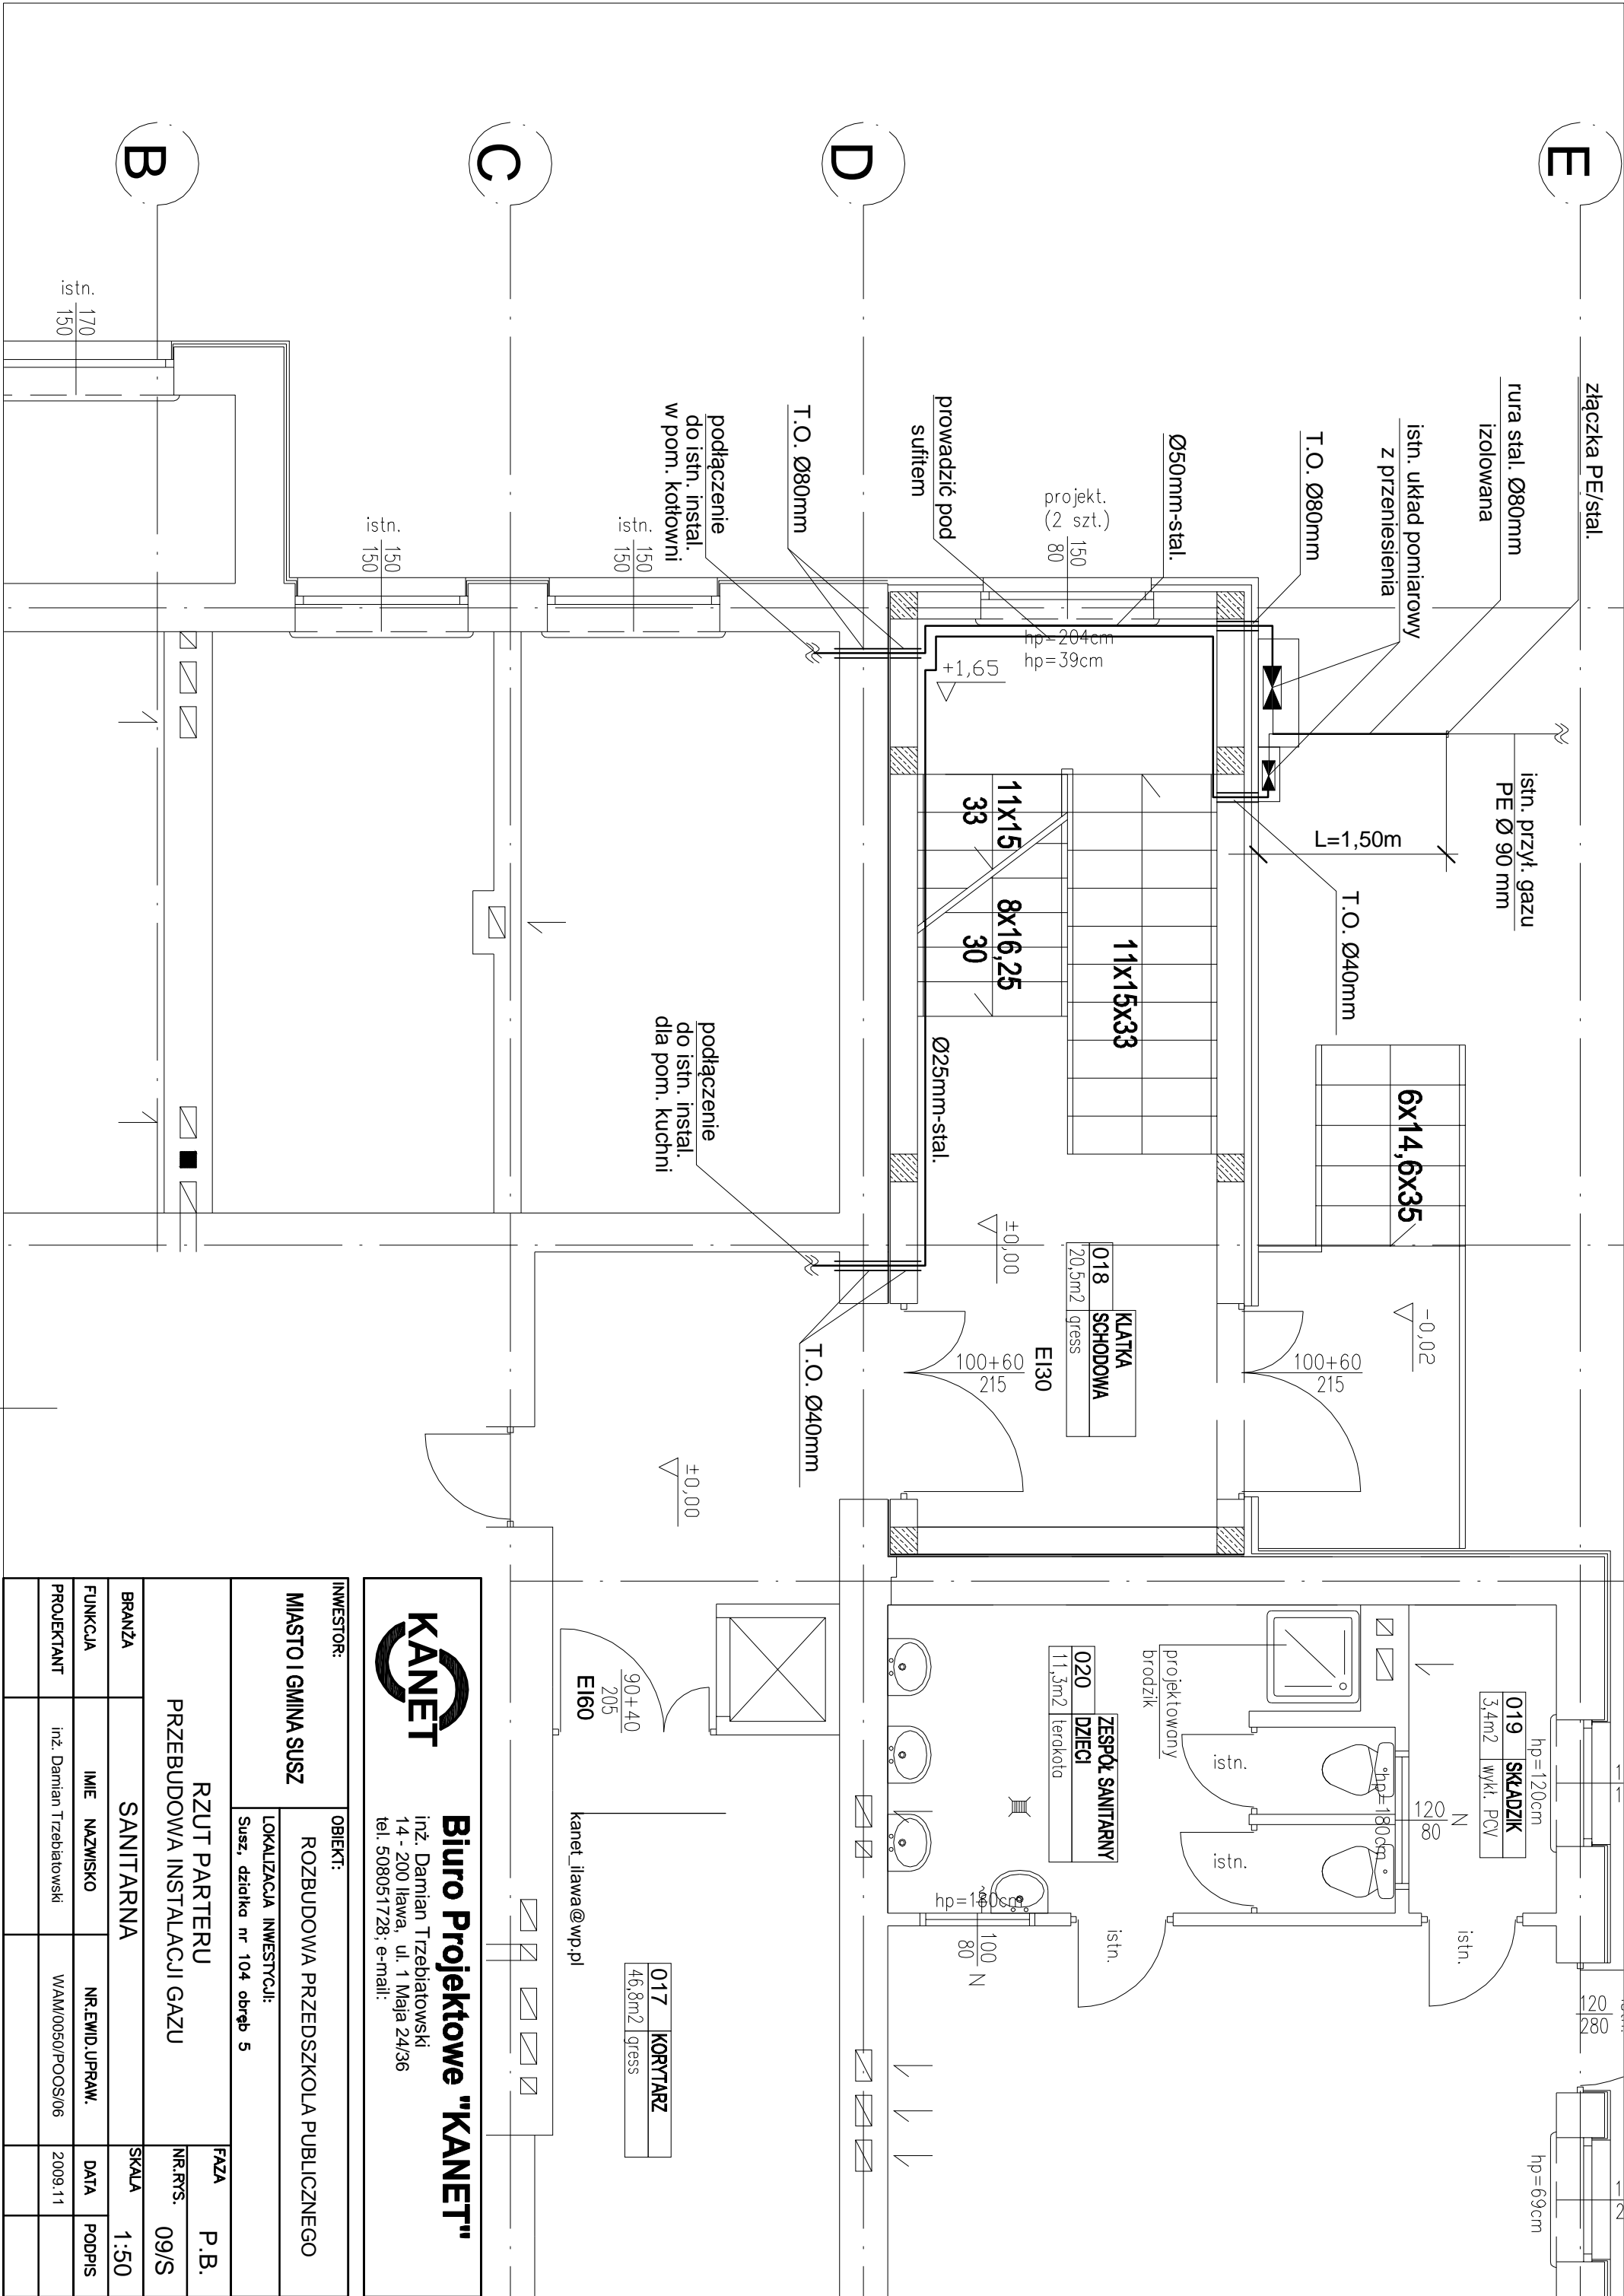 E
D
C
B
złączka PE/stal.
rura stal. Ø80mm
izolowana
istn. układ pomiarowy
z przeniesienia
T.O. Ø80mm
Ø50mm-stal.
prowadzić pod
sufitem
T.O. Ø80mm
podłączenie
do istn. instal.
w pom. kotłowni
projekt.
(2 szt.)
150
80
istn.
150
150
istn.
150
150
istn.
170
150
hp=204cm
hp=39cm
+1,65
istn. przył. gazu
PE Ø 90 mm
L=1,50m
T.O. Ø40mm
6x14,6x35
11x15x33
11x15
33
8x16,25
30
Ø25mm-stal.
podłączenie
do istn. instal.
dla pom. kuchni
T.O. Ø40mm
±0,00
-0,02
±0,00
018
KLATKA
SCHODOWA
20,5m2
gress
EI30
100+60
215
100+60
215
90+40
205
EI60
019
SKŁADZIK
3,4m2
wykł. PCV
hp=120cm
020
ZESPÓŁ SANITARNY
DZIECI
11,3m2
terakota
projektowany
brodzik
istn.
istn.
istn.
istn.
hp=180cm
120
80
N
hp=180cm
100
80
N
120
280
hp=69cm
017
KORYTARZ
46,8m2
gress
KANET
Biuro Projektowe "KANET"
inż. Damian Trzebiatowski
14 - 200 Iława, ul. 1 Maja 24/36
tel. 508051728; e-mail:
kanet_ilawa@wp.pl
INWESTOR:
MIASTO I GMINA SUSZ
OBIEKT:
ROZBUDOWA PRZEDSZKOLA PUBLICZNEGO
LOKALIZACJA INWESTYCJI:
Susz, działka nr 104 obręb 5
RZUT PARTERU
PRZEBUDOWA INSTALACJI GAZU
FAZA
P.B.
NR.RYS.
09/S
BRANŻA
SANITARNA
SKALA
1:50
FUNKCJA
IMIE NAZWISKO
NR.EWID.UPRAW.
DATA
PODPIS
PROJEKTANT
inż. Damian Trzebiatowski
WAM/0050/POOS/06
2009.11